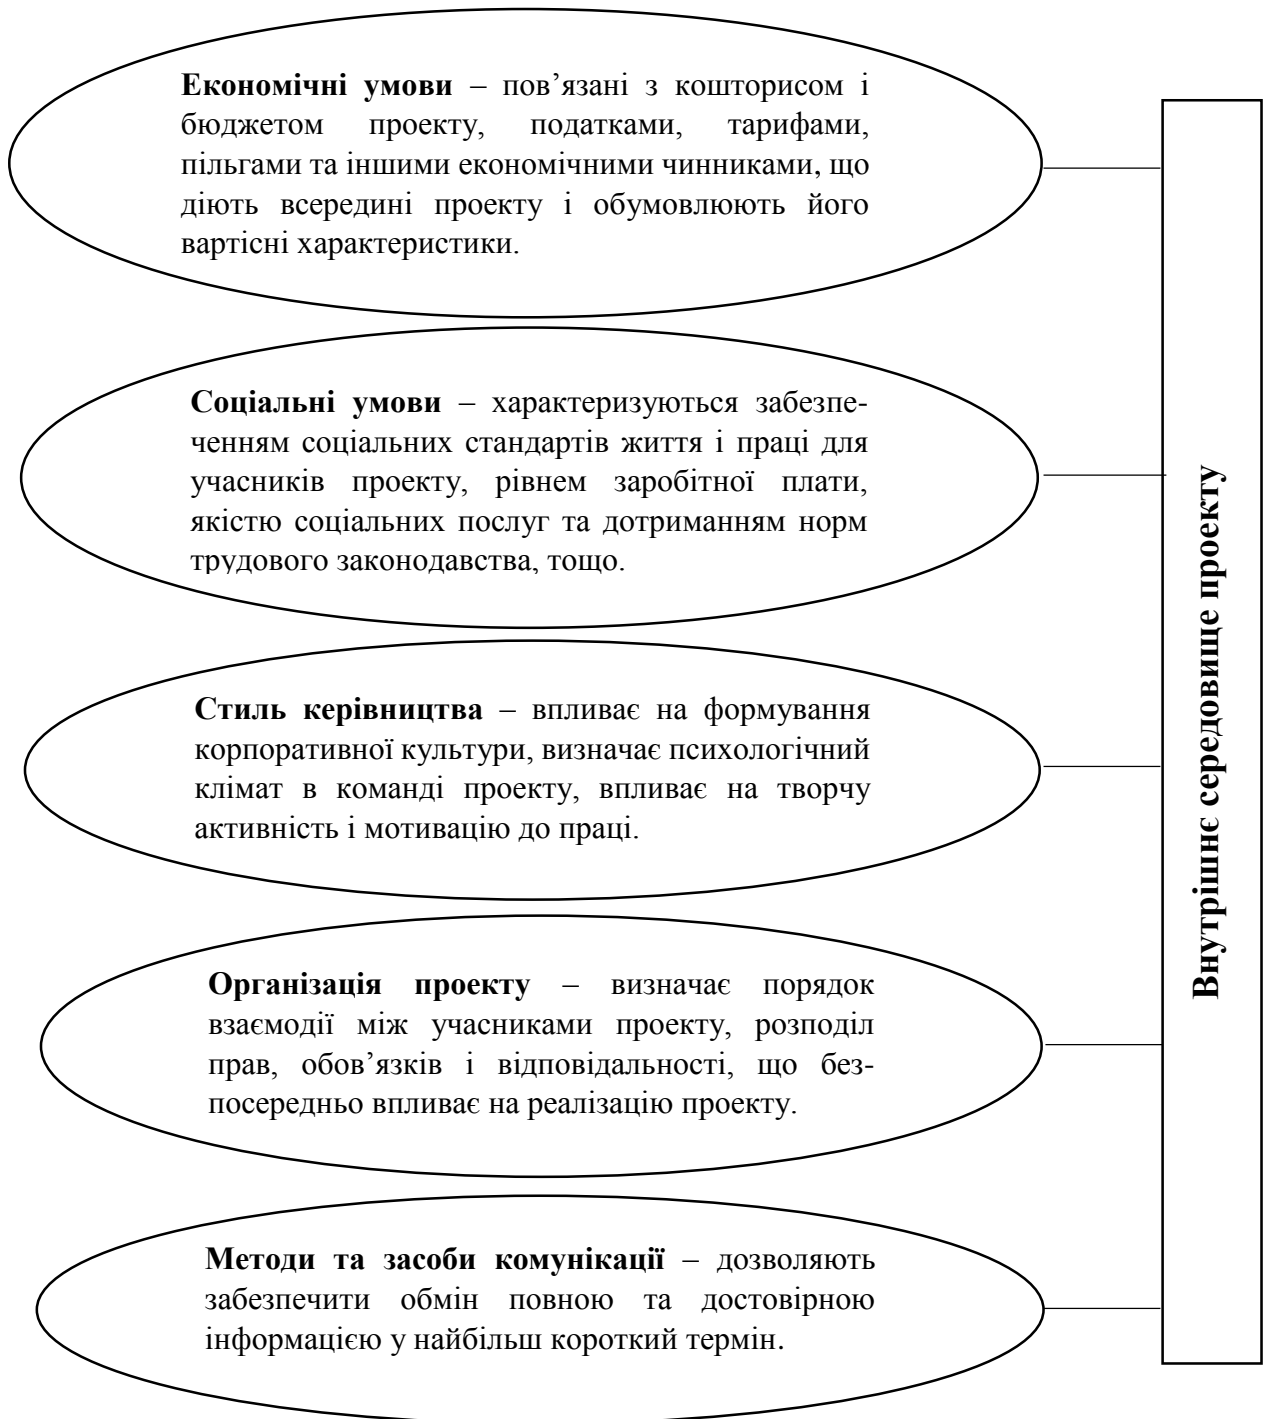 Економічні умови – пов’язані з кошторисом і
бюджетом проекту, податками, тарифами,
пільгами та іншими економічними чинниками, що
діють всередині проекту і обумовлюють його
вартісні характеристики.
Соціальні умови – характеризуються забезпе-
ченням соціальних стандартів життя і праці для
учасників проекту, рівнем заробітної плати,
якістю соціальних послуг та дотриманням норм
трудового законодавства, тощо.
Стиль керівництва – впливає на формування
корпоративної культури, визначає психологічний
клімат в команді проекту, впливає на творчу
активність і мотивацію до праці.
Організація проекту – визначає порядок
взаємодії між учасниками проекту, розподіл
прав, обов’язків і відповідальності, що без-
посередньо впливає на реалізацію проекту.
Методи та засоби комунікації – дозволяють
забезпечити обмін повною та достовірною
інформацією у найбільш короткий термін.
Внутрішнє середовище проекту